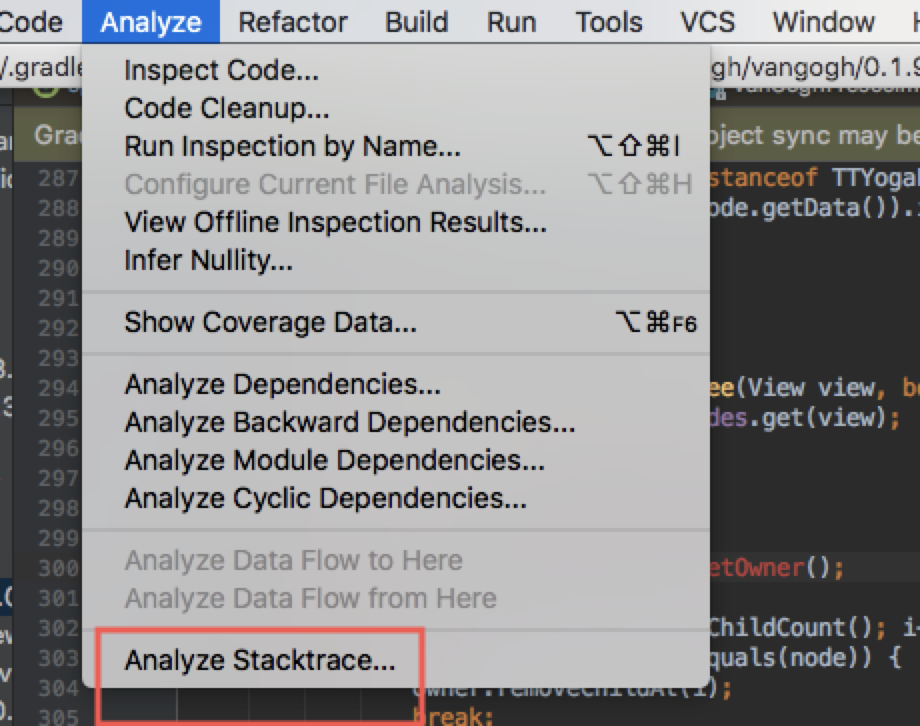 Code Analyze Refactor Build Run Tools VCS Window
/.gradle gh/vangogh/0.1.9
Inspect Code...
Code Cleanup...
Run Inspection by Name... ⌥⇧⌘I
oject sync may be
Configure Current File Analysis... ⌥⇧⌘H
287 stanceof TTYoga
View Offline Inspection Results...
288 ode.getData()).
289
Infer Nullity...
290
291
Show Coverage Data... ⌥⌘F6
292
293
Analyze Dependencies...
294 ee(View view, b
Analyze Backward Dependencies...
295 des.get(view);
296
Analyze Module Dependencies...
297
Analyze Cyclic Dependencies...
298
299
Analyze Data Flow to Here
300 etOwner();
Analyze Data Flow from Here
301
302 ChildCount(); i
Analyze Stacktrace...
303 quals(node)) {
304 owner.removeChildAt(i);
305 break;